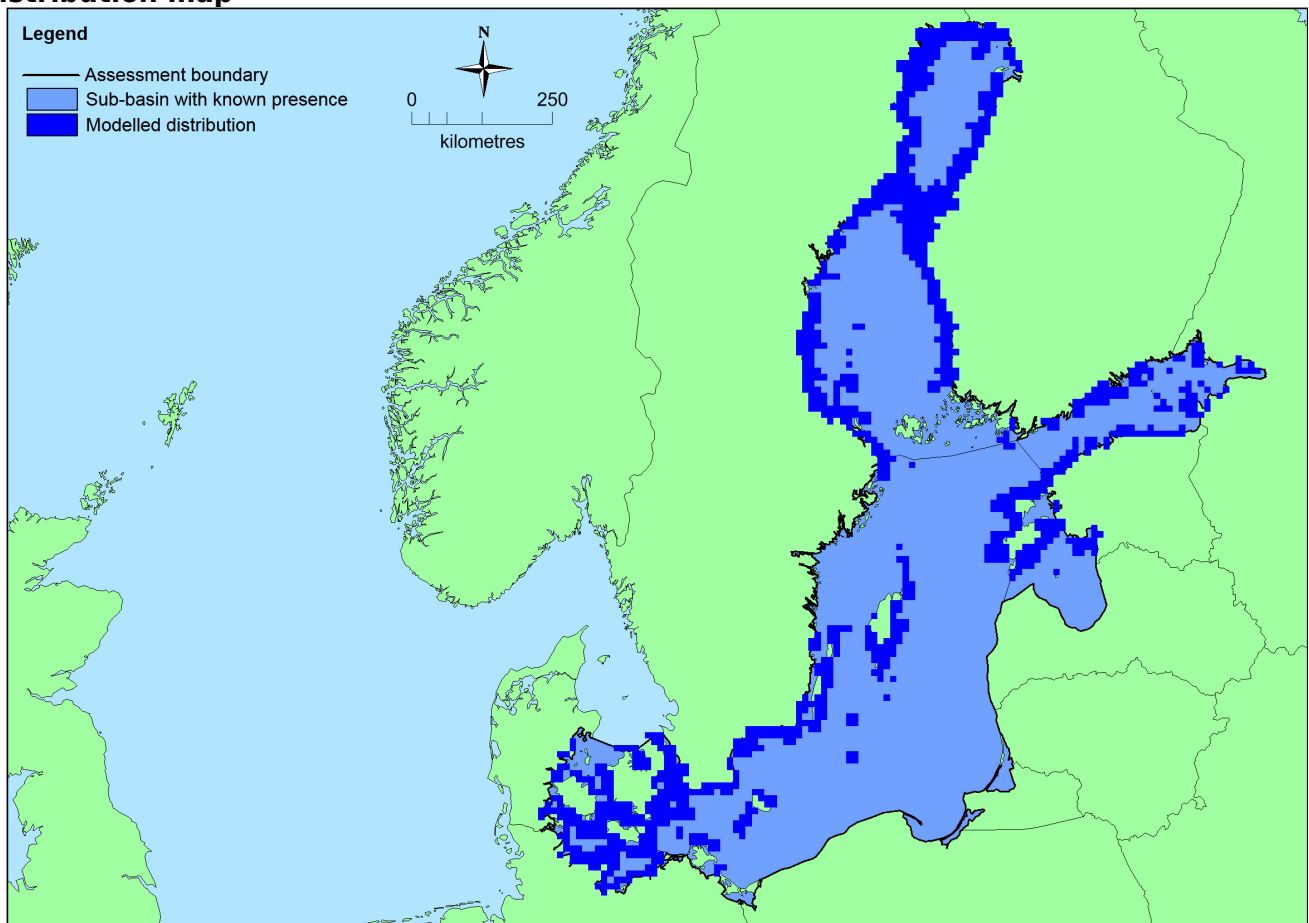 Legend
Assessment boundary
Sub-basin with known presence
Modelled distribution
N
0 250
kilometres